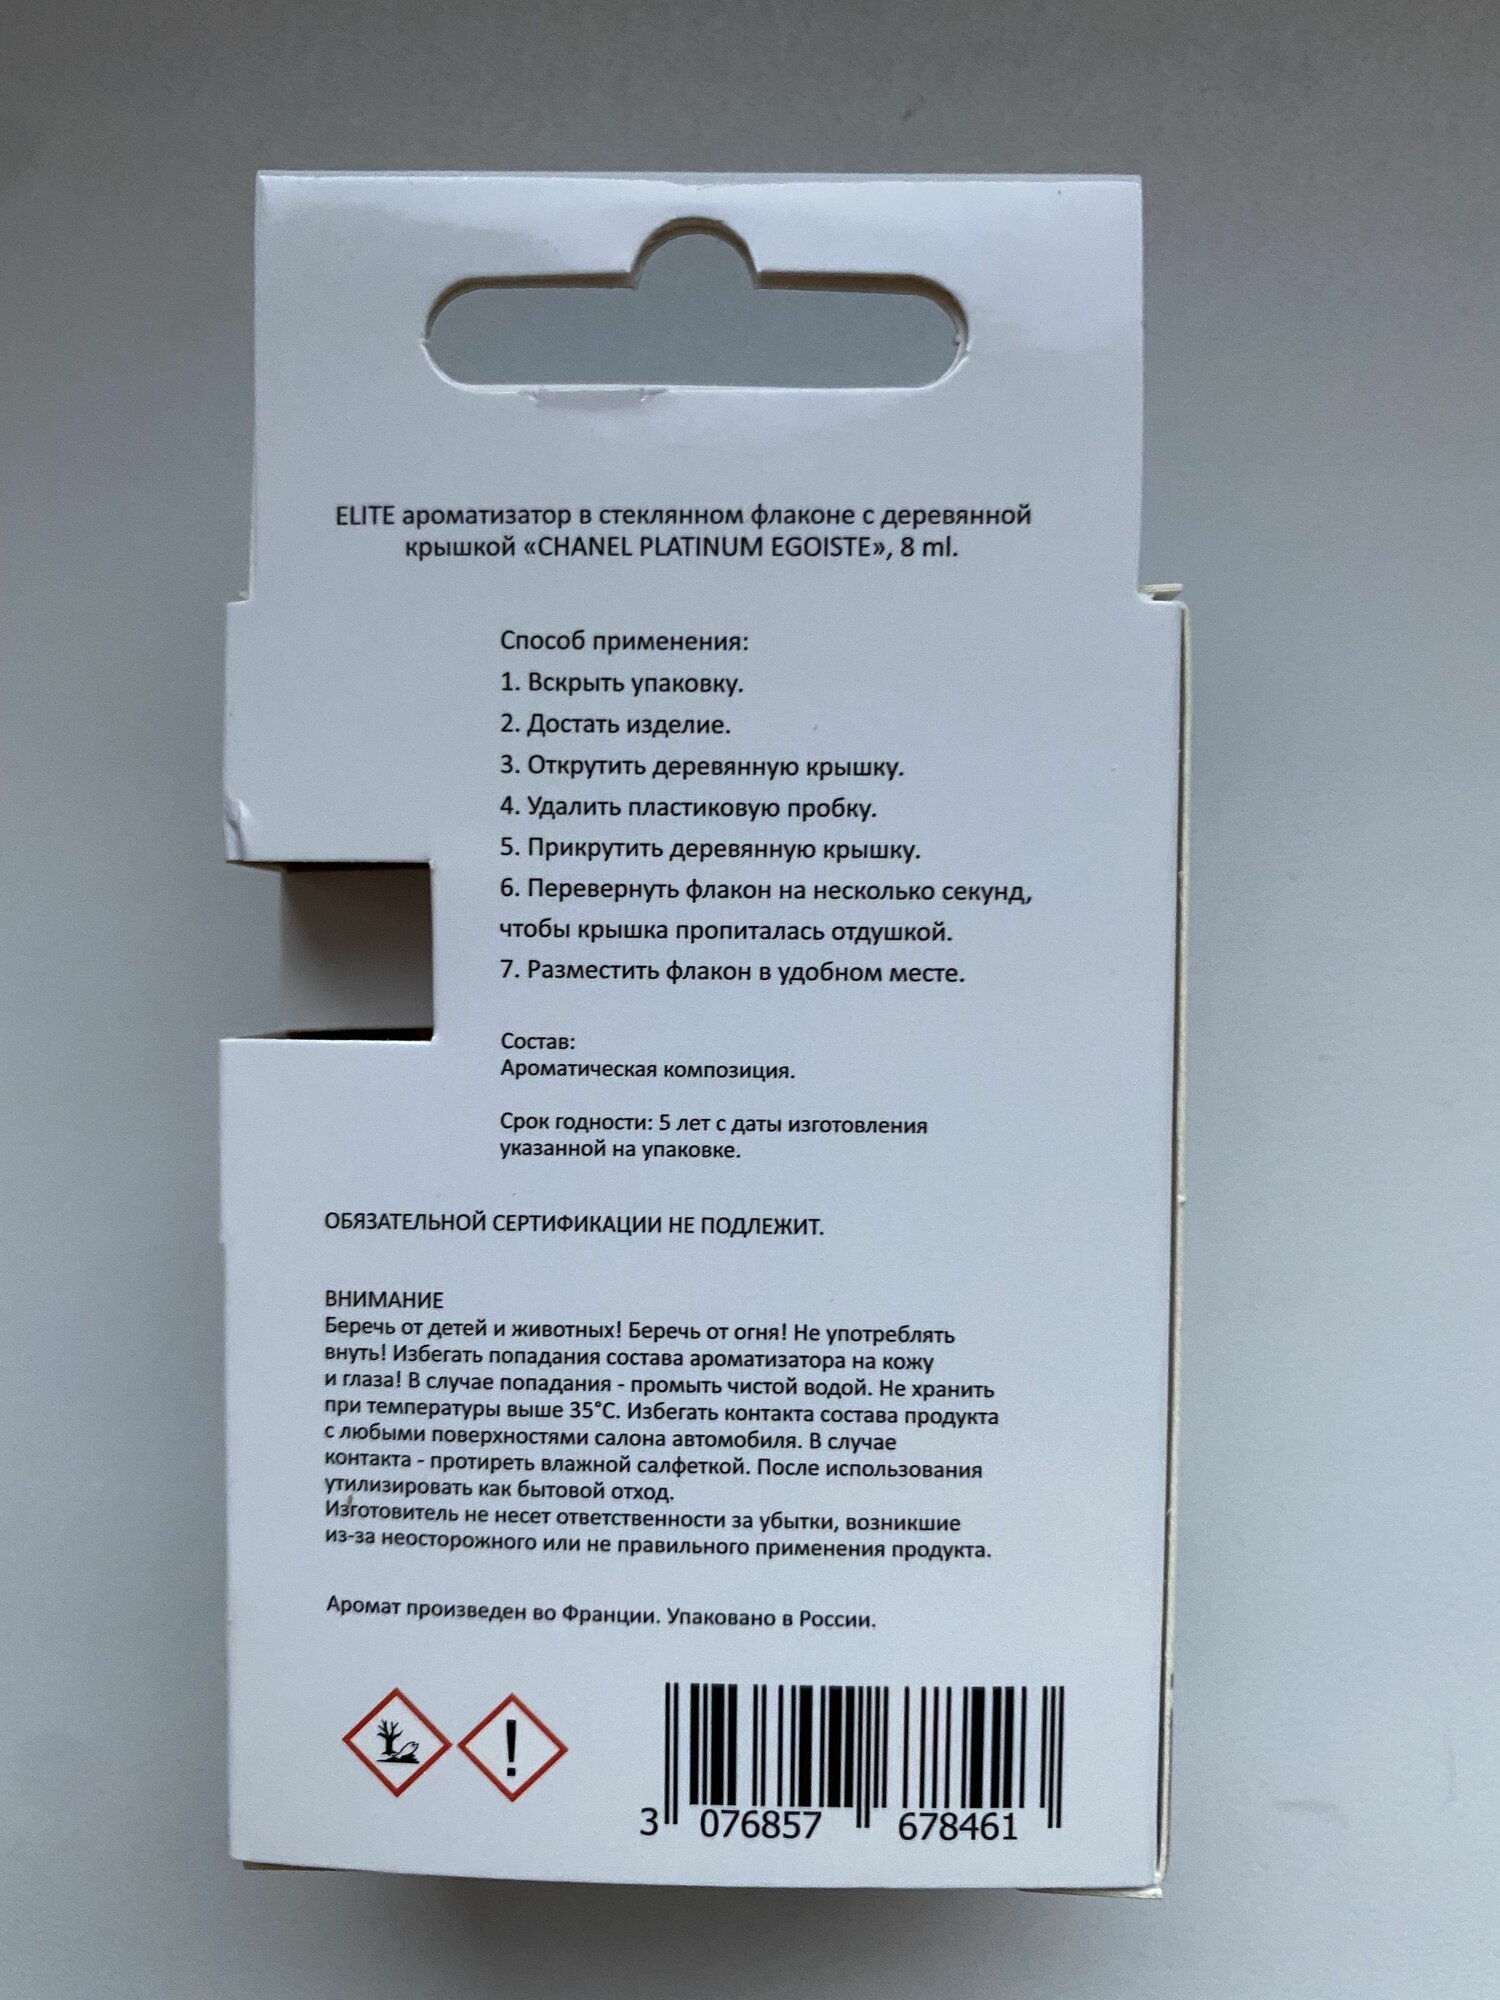 ELITE ароматизатор в стеклянном флаконе с деревянной
крышкой «CHANEL PLATINUM EGOISTE», 8 ml.
Способ применения:
1. Вскрыть упаковку.
2. Достать изделие.
3. Открутить деревянную крышку.
4. Удалить пластиковую пробку.
5. Прикрутить деревянную крышку.
6. Перевернуть флакон на несколько секунд,
чтобы крышка пропиталась отдушкой.
7. Разместить флакон в удобном месте.
Состав:
Ароматическая композиция.
Срок годности: 5 лет с даты изготовления
указанной на упаковке.
ОБЯЗАТЕЛЬНОЙ СЕРТИФИКАЦИИ НЕ ПОДЛЕЖИТ.
ВНИМАНИЕ
Беречь от детей и животных! Беречь от огня! Не употреблять
внуть! Избегать попадания состава ароматизатора на кожу
и глаза! В случае попадания - промыть чистой водой. Не хранить
при температуры выше 35°С. Избегать контакта состава продукта
с любыми поверхностями салона автомобиля. В случае
контакта - протиреть влажной салфеткой. После использования
утилизировать как бытовой отход.
Изготовитель не несет ответственности за убытки, возникшие
из-за неосторожного или не правильного применения продукта.
Аромат произведен во Франции. Упаковано в России.
3 076857 678461